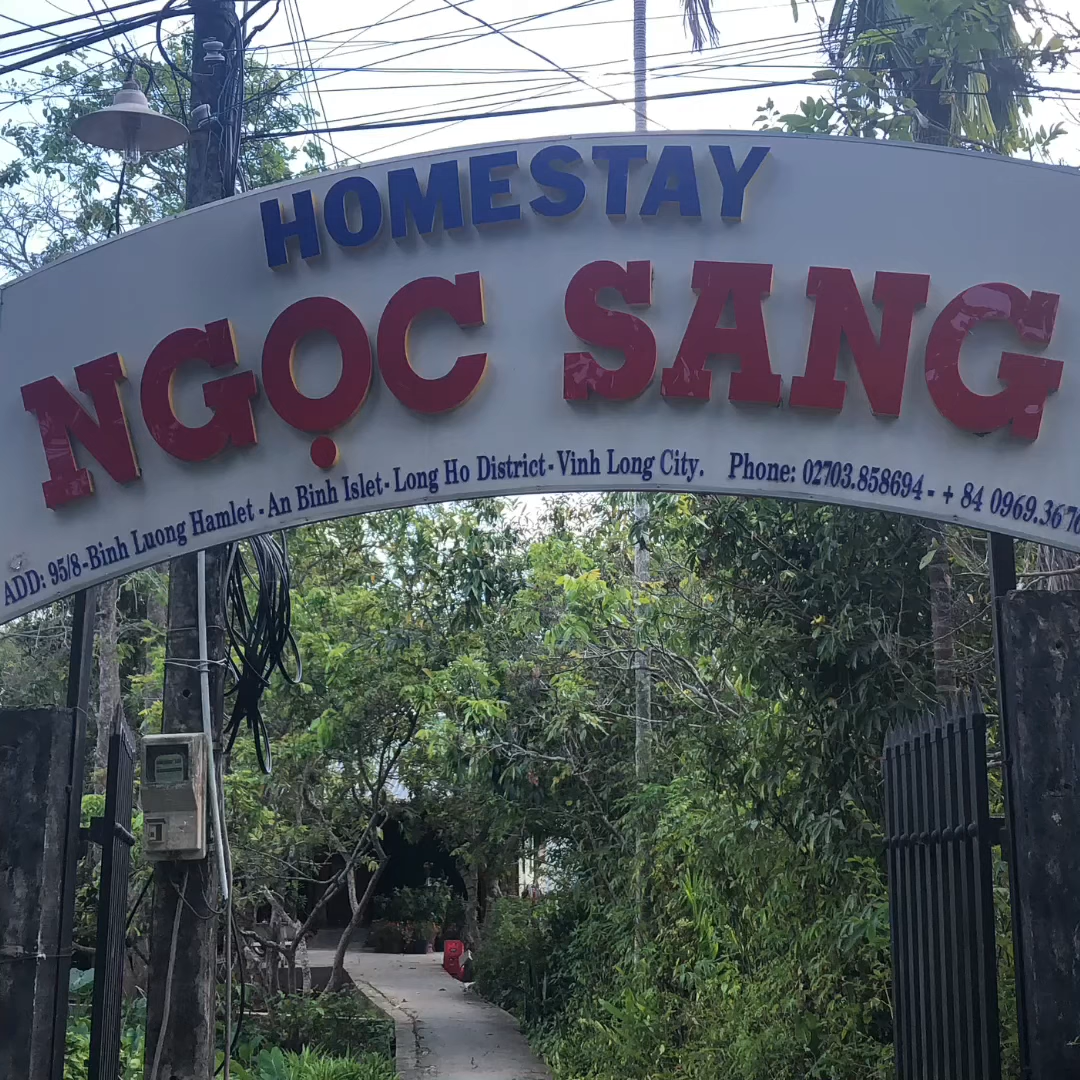 HOMESTAY
NGỌC SANG
ADD: 95/8-Binh Luong Hamlet - An Binh Islet - Long Ho District - Vinh Long City. Phone: 02703.858694 - + 84 0969.367